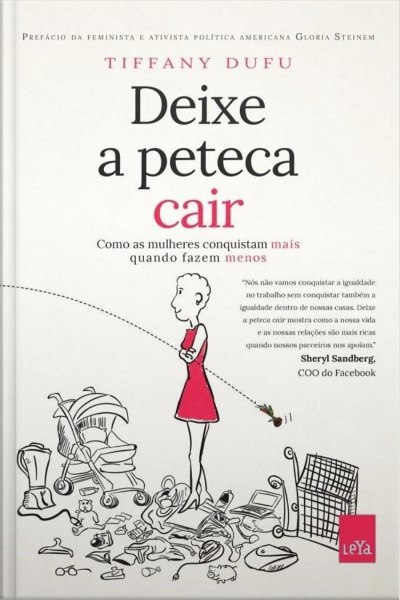 PREFÁCIO DA FEMINISTA E ATIVISTA POLÍTICA AMERICANA GLORIA STEINEM
TIFFANY DUFU
Deixe
a peteca
cair
Como as mulheres conquistam mais
quando fazem menos
"Nós não vamos conquistar a igualdade
no trabalho sem conquistar também a
igualdade dentro de nossas casas. Deixe
a peteca cair mostra como a nossa vida
e as nossas relações são mais ricas
quando nossos parceiros nos apoiam."
Sheryl Sandberg,
COO do Facebook
LeYa